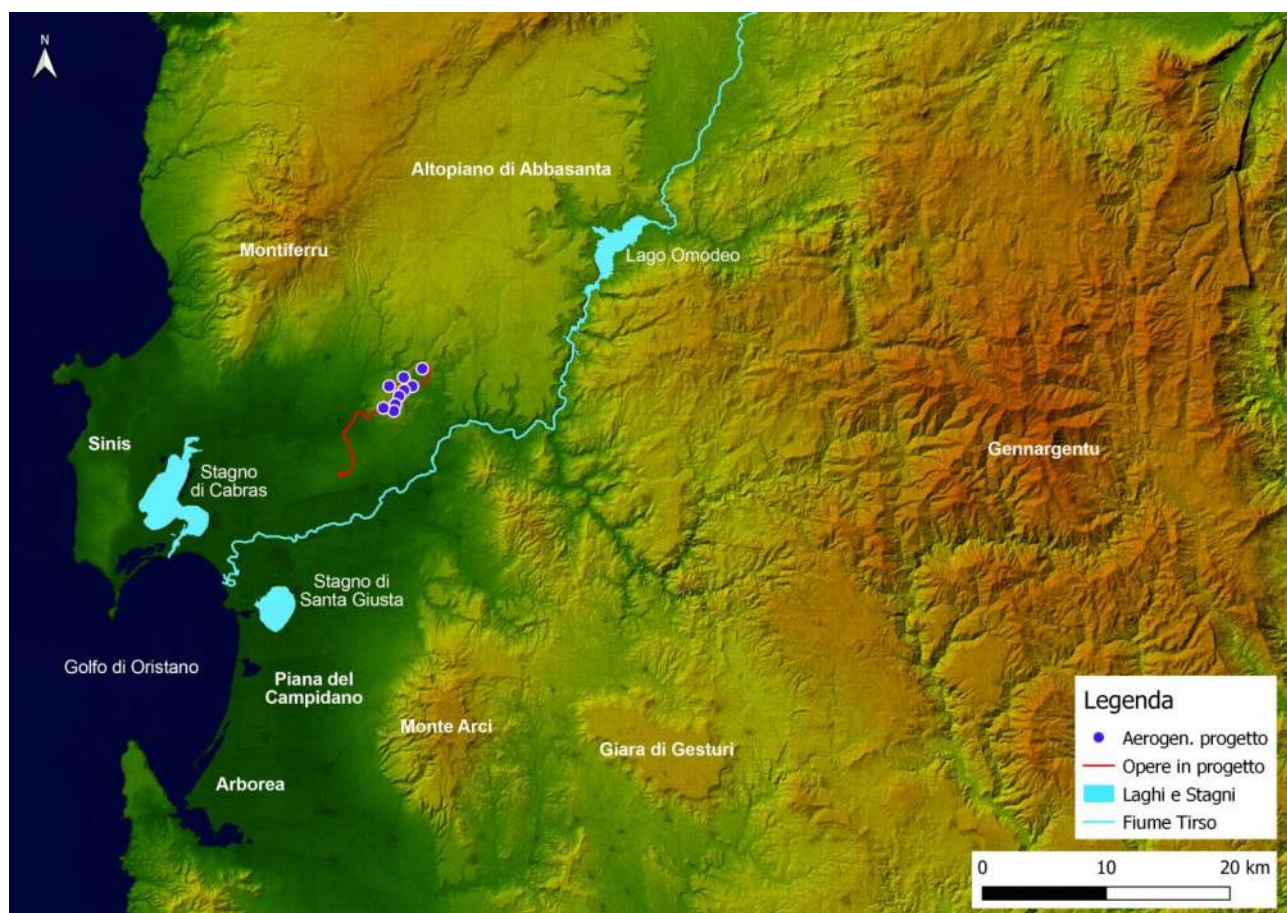 N
Altopiano di Abbasanta
Montiferru
Lago Omodeo
Sinis
Stagno
di Cabras
Gennargentu
Stagno di
Santa Giusta
Golfo di Oristano
Piana del
Campidano
Monte Arci
Giara di Gesturi
Arborea
Legenda
Aerogen. progetto
Opere in progetto
Laghi e Stagni
Fiume Tirso
0 10 20 km